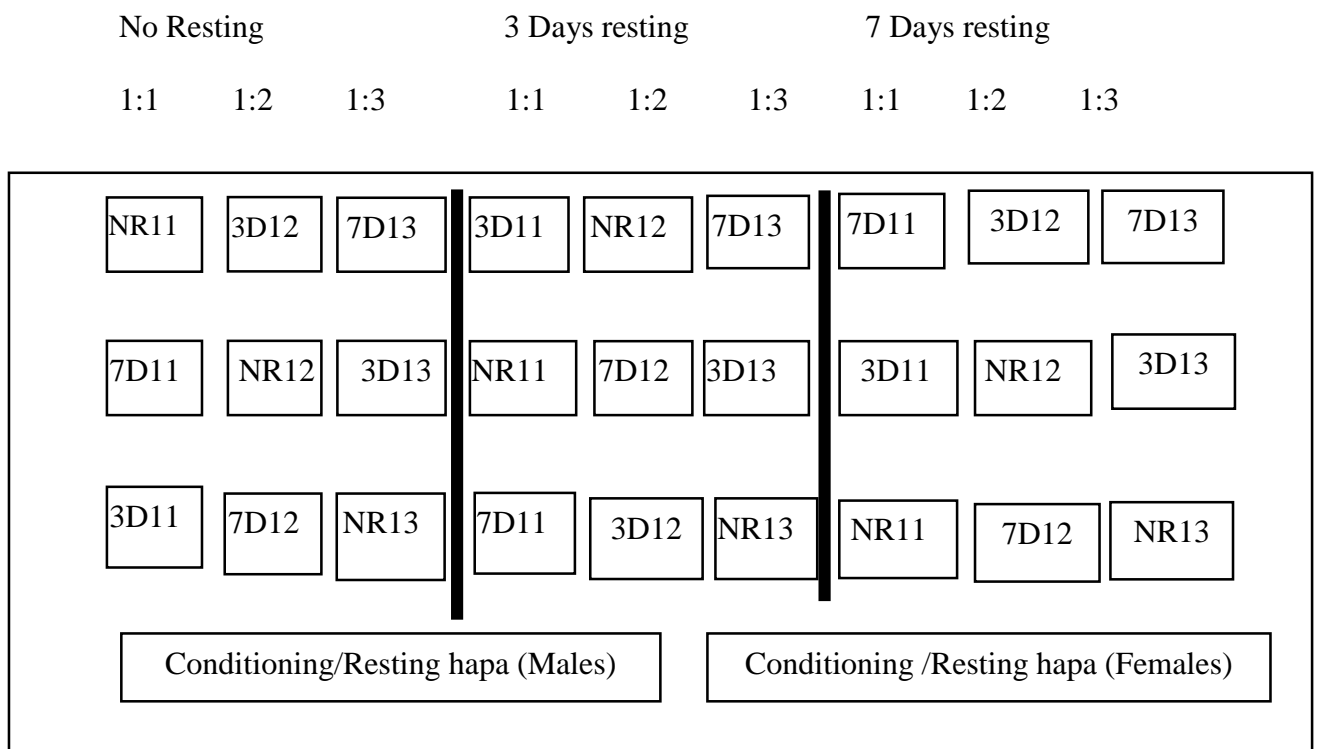 No Resting 3 Days resting 7 Days resting
1:1 1:2 1:3 1:1 1:2 1:3 1:1 1:2 1:3
NR11 3D12 7D13 3D11 NR12 7D13 7D11 3D12 7D13
7D11 NR12 3D13 NR11 7D12 3D13 3D11 NR12 3D13
3D11 7D12 NR13 7D11 3D12 NR13 NR11 7D12 NR13
Conditioning/Resting hapa (Males) Conditioning /Resting hapa (Females)